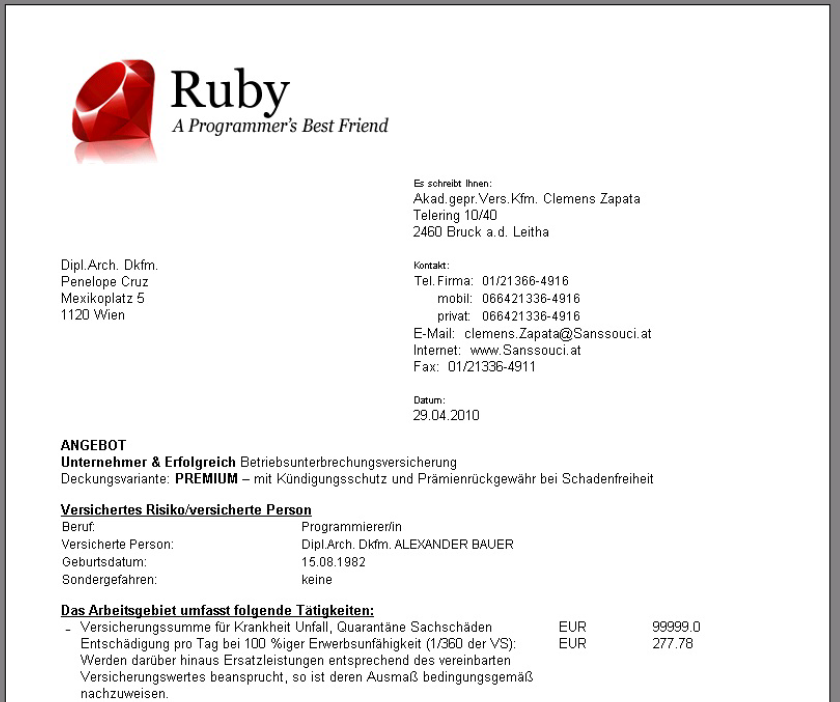 Ruby
A Programmer's Best Friend
Es schreibt Ihnen:
Akad.gepr.Vers.Kfm. Clemens Zapata
Telering 10/40
2460 Bruck a.d. Leitha
Dipl.Arch. Dkfm.
Penelope Cruz
Mexikoplatz 5
1120 Wien
Kontakt:
Tel. Firma: 01/21366-4916
mobil: 066421336-4916
privat: 066421336-4916
E-Mail: clemens.Zapata@Sanssouci.at
Internet: www.Sanssouci.at
Fax: 01/21336-4911
Datum:
29.04.2010
ANGEBOT
Unternehmer & Erfolgreich Betriebsunterbrechungsversicherung
Deckungsvariante: PREMIUM – mit Kündigungsschutz und Prämienrückgewähr bei Schadenfreiheit
Versichertes Risiko/versicherte Person
Beruf: Programmierer/in
Versicherte Person: Dipl.Arch. Dkfm. ALEXANDER BAUER
Geburtsdatum: 15.08.1982
Sondergefahren: keine
Das Arbeitsgebiet umfasst folgende Tätigkeiten:
- Versicherungssumme für Krankheit Unfall, Quarantäne Sachschäden EUR 99999.0
Entschädigung pro Tag bei 100 %iger Erwerbsunfähigkeit (1/360 der VS): EUR 277.78
Werden darüber hinaus Ersatzleistungen entsprechend des vereinbarten
Versicherungswertes beansprucht, so ist deren Ausmaß bedingungsgemäß
nachzuweisen.